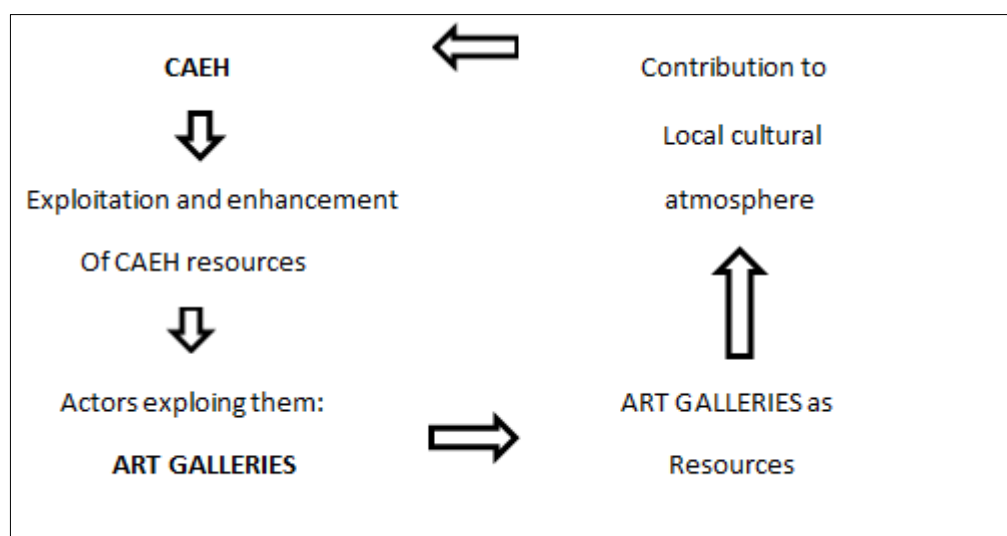 CAEH
Exploitation and enhancement
Of CAEH resources
Actors exploing them:
ART GALLERIES
ART GALLERIES as
Resources
Contribution to
Local cultural
atmosphere